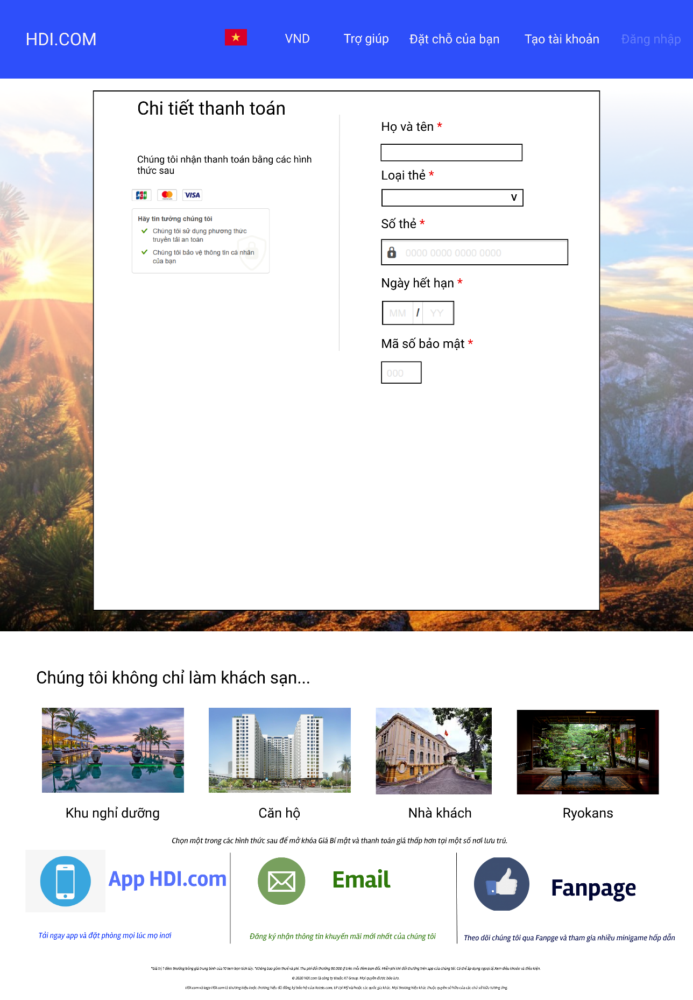 HDI.COM
VND
Trợ giúp
Đặt chỗ của bạn
Tạo tài khoản
Đăng nhập
Chi tiết thanh toán
Chúng tôi nhận thanh toán bằng các hình
thức sau
JCB
VISA
Hãy tin tưởng chúng tôi
Chúng tôi sử dụng phương thức
truyền tải an toàn
Chúng tôi bảo vệ thông tin cá nhân
của bạn
Họ và tên *
Loại thẻ *
V
Số thẻ *
0000 0000 0000 0000
Ngày hết hạn *
MM / YY
Mã số bảo mật *
000
Chúng tôi không chỉ làm khách sạn...
Khu nghỉ dưỡng
Căn hộ
Nhà khách
Ryokans
Chọn một trong các hình thức sau để mở khóa Giá Bí mật và thanh toán giá thấp hơn tại một số nơi lưu trú.
App HDI.com
Email
Fanpage
Tải ngay app và đặt phòng mọi lúc mọ inơi
Đăng ký nhận thông tin khuyến mãi mới nhất của chúng tôi
Theo dõi chúng tôi qua Fanpge và tham gia nhiều minigame hấp dẫn
*Giá trị 1 đêm thưởng bằng giá trung bình của 10 tem bạn tích lũy. *Không bao gồm thuế và phí. Thu phí đổi thưởng 80.000 ₫ trên mỗi đêm bạn đổi. Miễn phí khi đổi thưởng trên app của chúng tôi. Có thể áp dụng ngoại lệ.Xem điều khoản và điều kiện.
© 2020 HDI.com là công ty thuộc KT Group. Mọi quyền được bảo lưu.
HDI.com và logo HDI.com là thương hiệu hoặc thương hiệu đã đăng ký bảo hộ của Hotels.com, LP tại Mỹ và/hoặc các quốc gia khác. Mọi thương hiệu khác thuộc quyền sở hữu của các chủ sở hữu tương ứng.